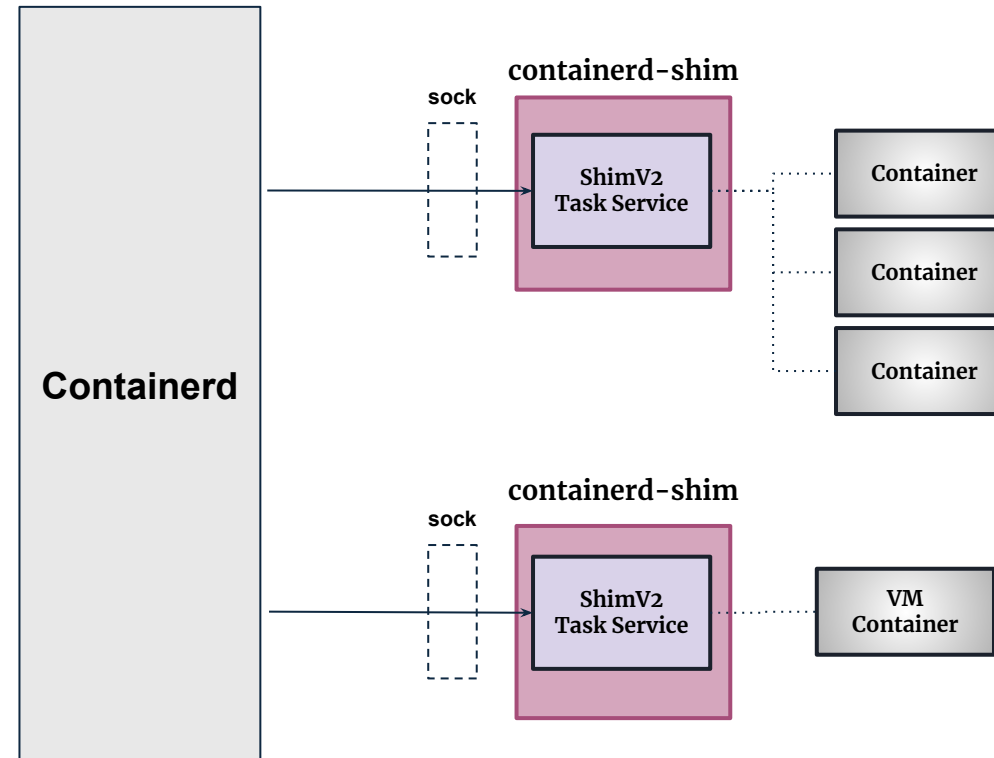 Containerd
sock
containerd-shim
ShimV2
Task Service
Container
Container
Container
sock
containerd-shim
ShimV2
Task Service
VM
Container